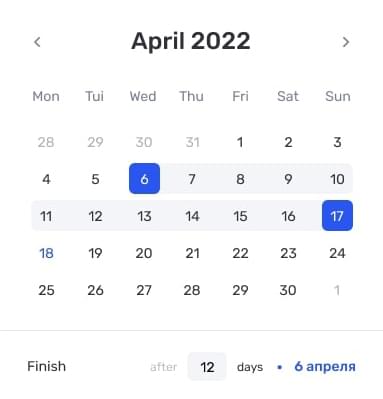 April 2022
Mon Tui Wed Thu Fri Sat Sun
28 29 30 31 1 2 3
4 5 6 7 8 9 10
11 12 13 14 15 16 17
18 19 20 21 22 23 24
25 26 27 28 29 30 1
Finish after 12 days • 6 апреля